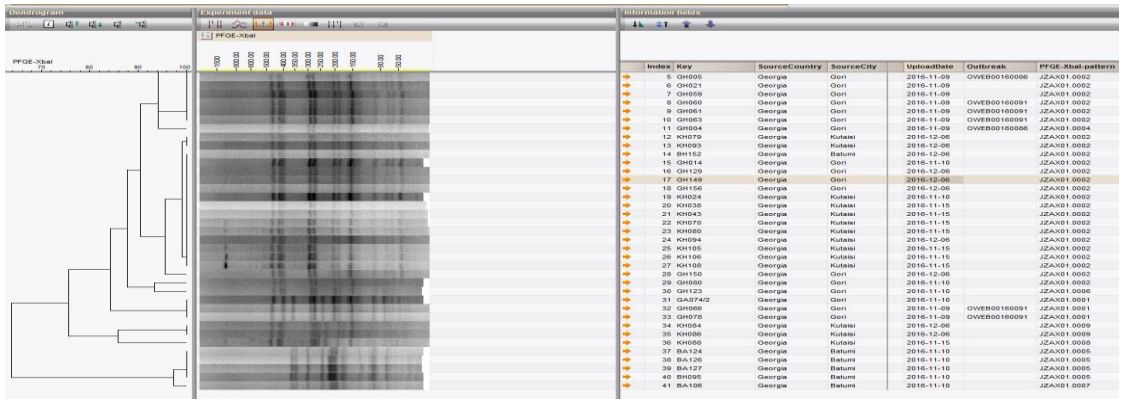 Dendrogram
Experiment data
Information fields
PFGE-XbaI
PFGE-XbaI
70 80 90 100
Index Key SourceCountry SourceCity UploadDate Outbreak PFGE-XbaI-pattern
5 GH005 Georgia Gori 2016-11-09 OWEB00160086 JZAX01.0002
6 GH021 Georgia Gori 2016-11-09 JZAX01.0002
7 GH059 Georgia Gori 2016-11-09 JZAX01.0002
8 GH060 Georgia Gori 2016-11-09 OWEB00160091 JZAX01.0002
9 GH061 Georgia Gori 2016-11-09 OWEB00160091 JZAX01.0002
10 GH063 Georgia Gori 2016-11-09 OWEB00160091 JZAX01.0002
11 GH004 Georgia Gori 2016-11-09 OWEB00160086 JZAX01.0004
12 KH079 Georgia Kutaisi 2016-12-06 JZAX01.0002
13 KH093 Georgia Kutaisi 2016-12-06 JZAX01.0002
14 BH152 Georgia Batumi 2016-12-06 JZAX01.0002
15 GH014 Georgia Gori 2016-11-10 JZAX01.0002
16 GH129 Georgia Gori 2016-12-06 JZAX01.0002
17 GH149 Georgia Gori 2016-12-06 JZAX01.0002
18 GH156 Georgia Gori 2016-12-06 JZAX01.0002
19 KH024 Georgia Kutaisi 2016-11-10 JZAX01.0002
20 KH038 Georgia Kutaisi 2016-11-15 JZAX01.0002
21 KH043 Georgia Kutaisi 2016-11-15 JZAX01.0002
22 KH070 Georgia Kutaisi 2016-11-15 JZAX01.0002
23 KH080 Georgia Kutaisi 2016-11-15 JZAX01.0002
24 KH094 Georgia Kutaisi 2016-12-06 JZAX01.0002
25 KH105 Georgia Kutaisi 2016-11-15 JZAX01.0002
26 KH106 Georgia Kutaisi 2016-11-15 JZAX01.0002
27 KH108 Georgia Kutaisi 2016-11-15 JZAX01.0002
28 GH150 Georgia Gori 2016-12-06 JZAX01.0002
29 GH080 Georgia Gori 2016-11-10 JZAX01.0002
30 GH123 Georgia Gori 2016-11-10 JZAX01.0006
31 GA074/2 Georgia Gori 2016-11-10 JZAX01.0001
32 GH066 Georgia Gori 2016-11-09 OWEB00160091 JZAX01.0001
33 GH078 Georgia Gori 2016-11-09 OWEB00160091 JZAX01.0001
34 KH084 Georgia Kutaisi 2016-12-06 JZAX01.0009
35 KH086 Georgia Kutaisi 2016-12-06 JZAX01.0009
36 KH088 Georgia Kutaisi 2016-11-15 JZAX01.0008
37 BA124 Georgia Batumi 2016-11-10 JZAX01.0005
38 BA126 Georgia Batumi 2016-11-10 JZAX01.0005
39 BA127 Georgia Batumi 2016-11-10 JZAX01.0005
40 BH095 Georgia Batumi 2016-11-10 JZAX01.0005
41 BA106 Georgia Batumi 2016-11-10 JZAX01.0007